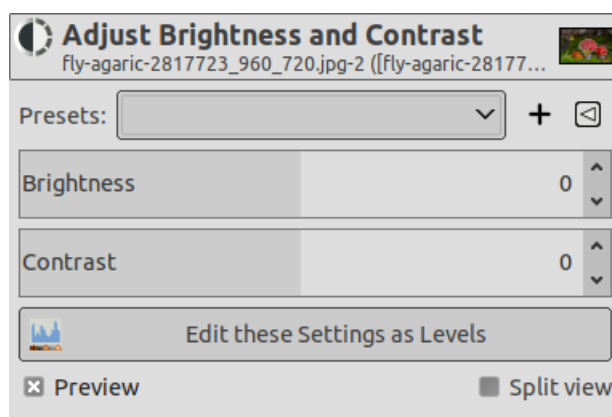 Adjust Brightness and Contrast
fly-agaric-2817723_960_720.jpg-2 ([fly-agaric-28177...
Presets:
Brightness 0
Contrast 0
Edit these Settings as Levels
Preview Split view